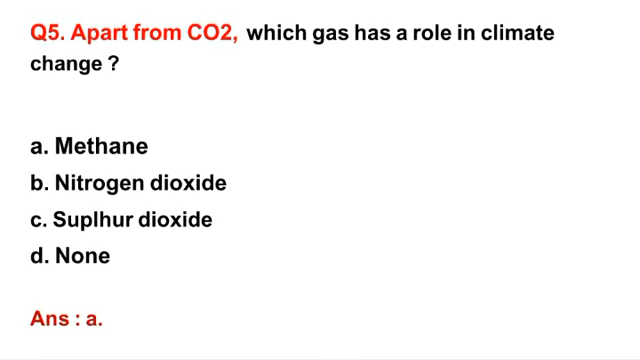 Q5. Apart from CO2, which gas has a role in climate
change ?
a. Methane
b. Nitrogen dioxide
c. Suplhur dioxide
d. None
Ans : a.